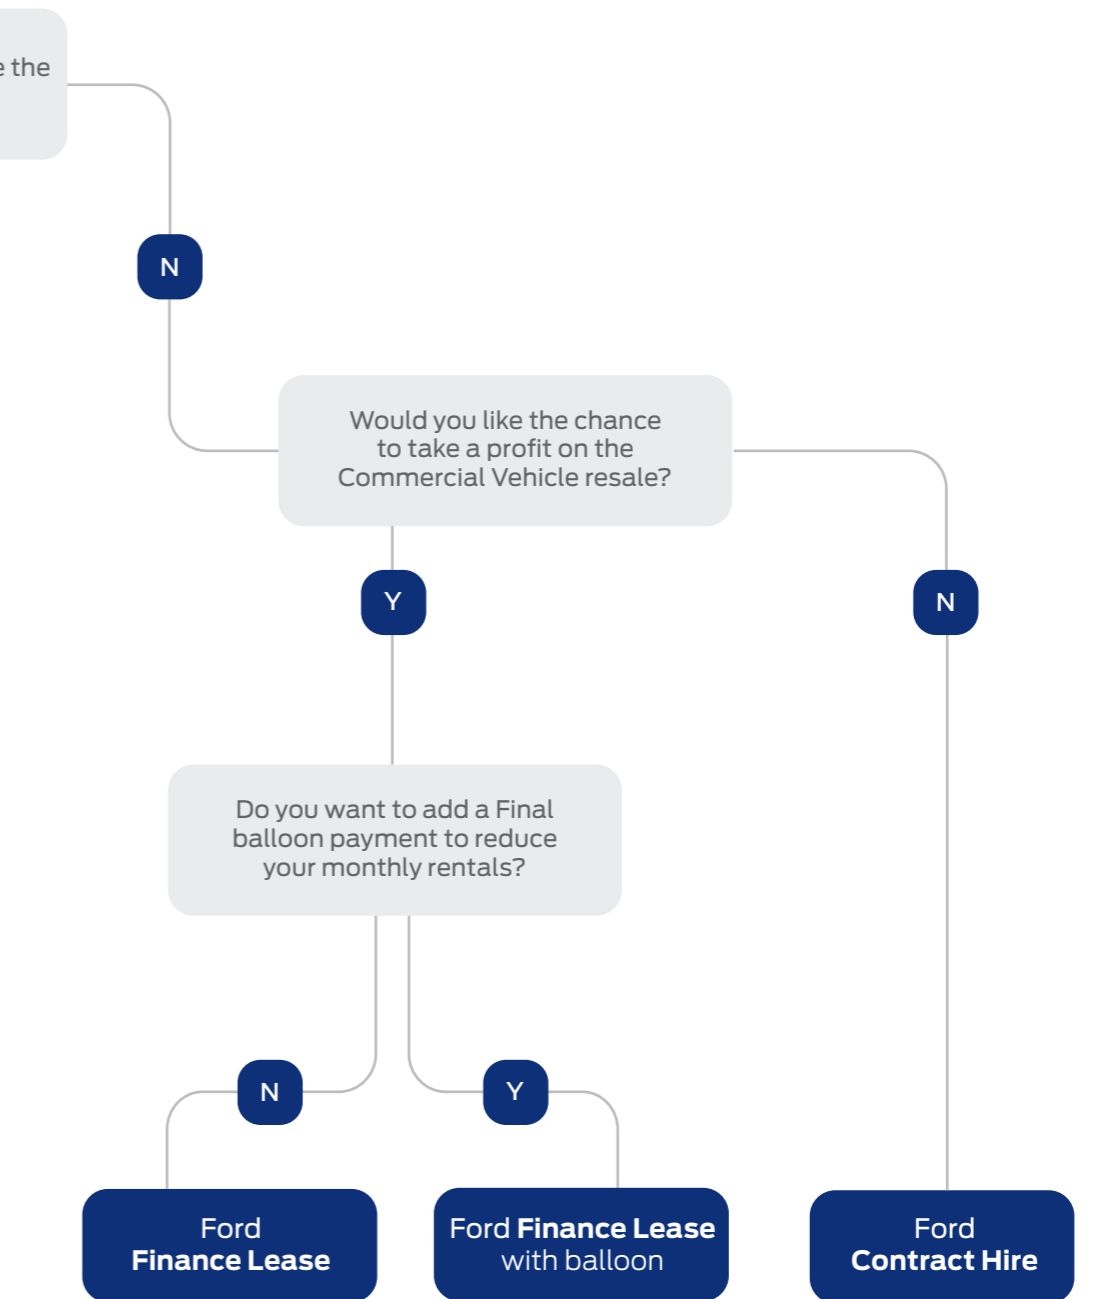 e the
N
Would you like the chance
to take a profit on the
Commercial Vehicle resale?
Y
N
Do you want to add a Final
balloon payment to reduce
your monthly rentals?
N
Y
Ford
Finance Lease
Ford Finance Lease
with balloon
Ford
Contract Hire